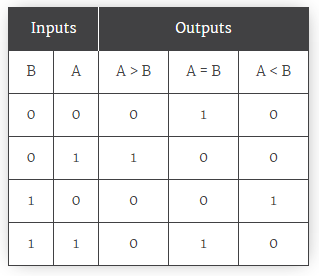 Inputs Outputs
B A A > B A = B A < B
0 0 0 1 0
0 1 1 0 0
1 0 0 0 1
1 1 0 1 0